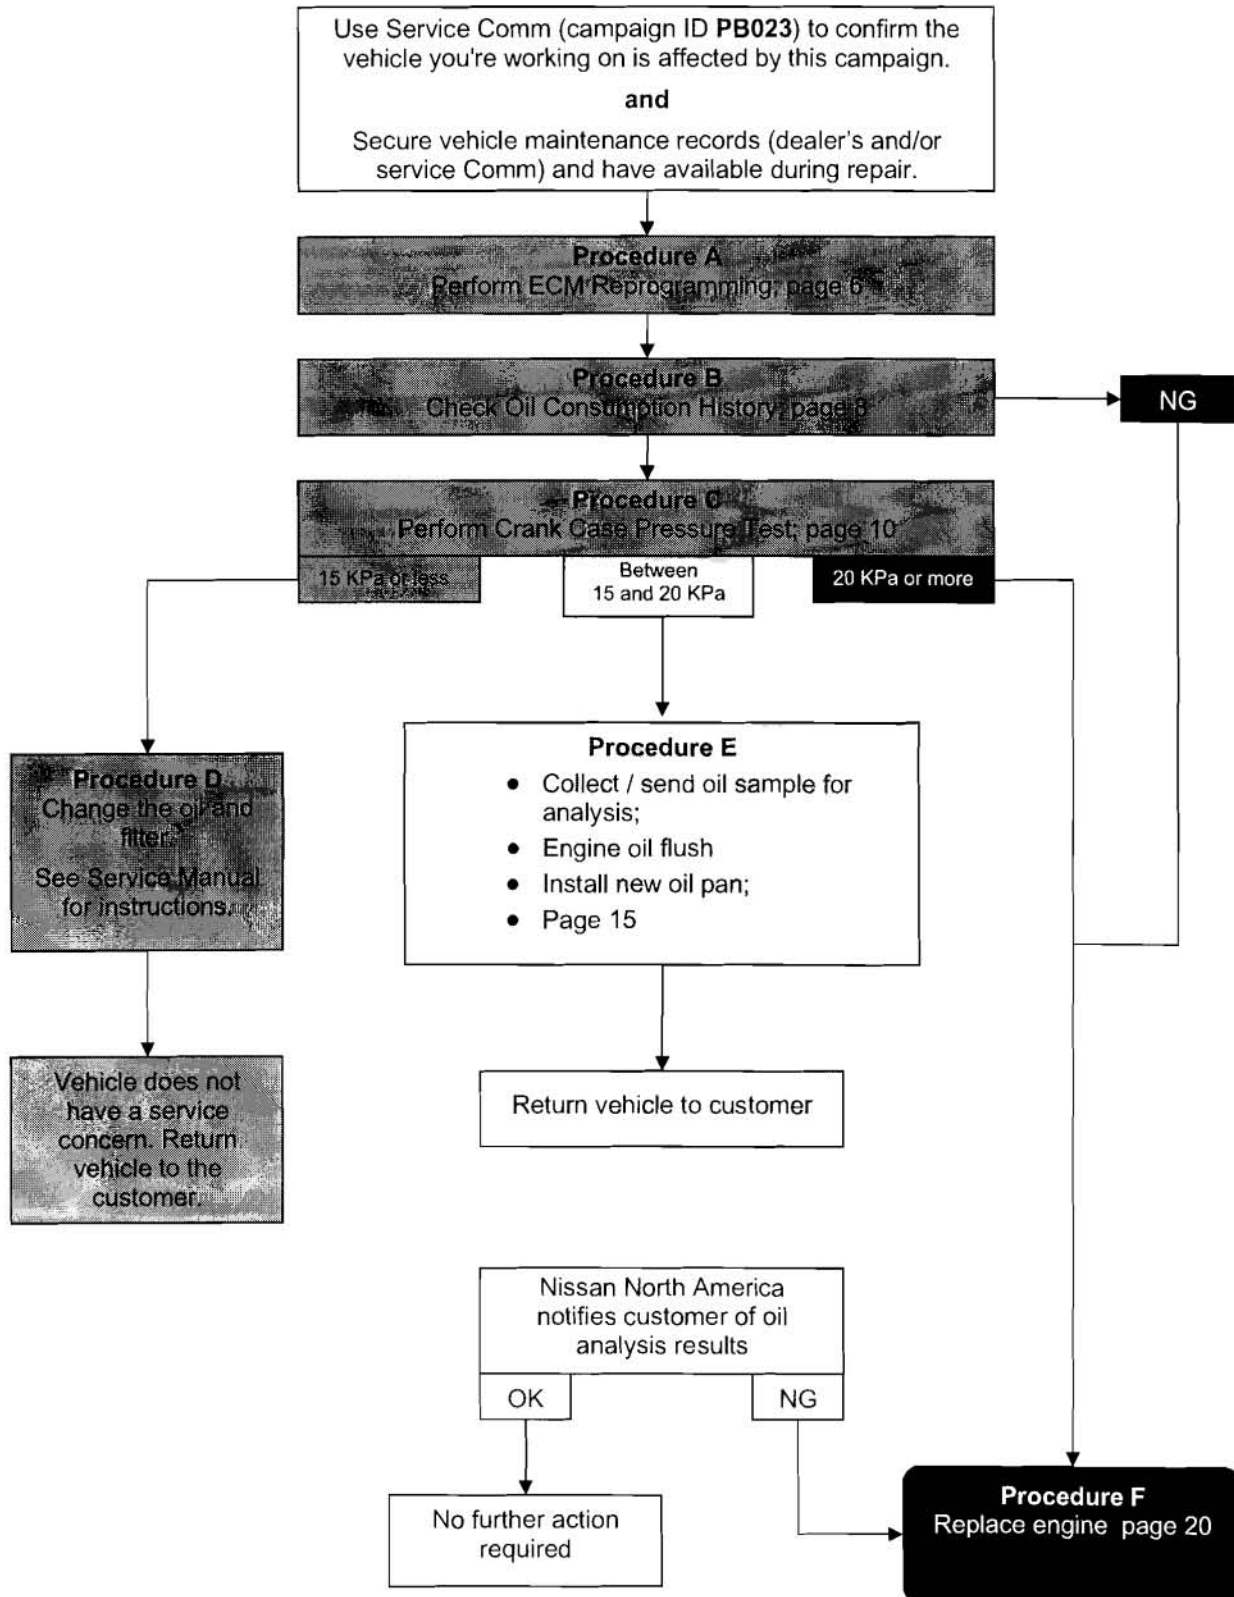 Use Service Comm (campaign ID PB023) to confirm the
vehicle you're working on is affected by this campaign.
and
Secure vehicle maintenance records (dealer's and/or
service Comm) and have available during repair.
Procedure A
Perform ECM Reprogramming; page 6
Procedure B
Check Oil Consumption History; page 8
NG
Procedure C
Perform Crank Case Pressure Test; page 10
15 KPa or less
Between
15 and 20 KPa
20 KPa or more
Procedure D
Change the oil and
filter.
See Service Manual
for instructions.
Procedure E
• Collect / send oil sample for
analysis;
• Engine oil flush
• Install new oil pan;
• Page 15
Vehicle does not
have a service
concern. Return
vehicle to the
customer.
Return vehicle to customer
Nissan North America
notifies customer of oil
analysis results
OK
NG
No further action
required
Procedure F
Replace engine page 20